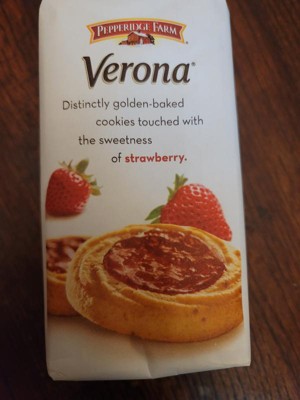 PEPPERIDGE FARM
Verona®
Distinctly golden-baked
cookies touched with
the sweetness
of strawberry.